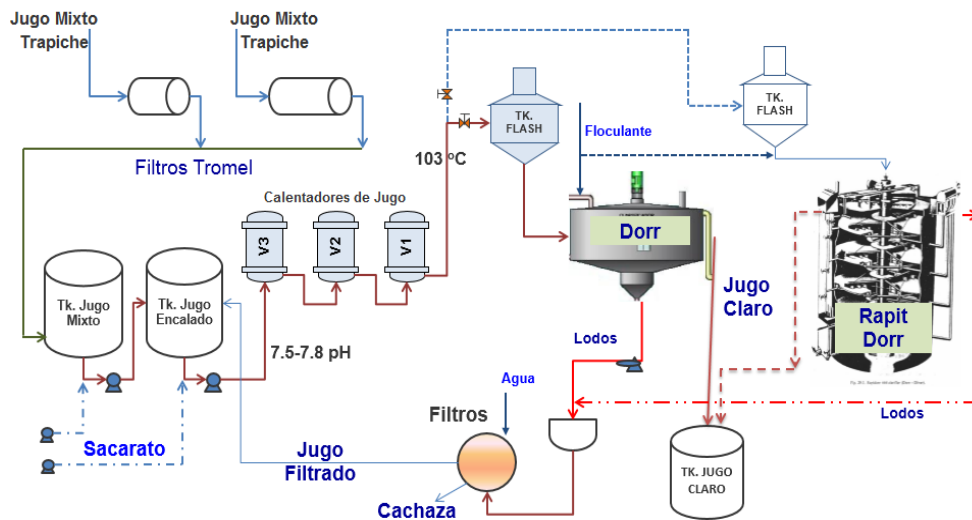 Jugo Mixto
Trapiche
Jugo Mixto
Trapiche
TK.
FLASH
TK.
FLASH
Floculante
103 ºC
Filtros Tromel
Calentadores de Jugo
V3
V2
V1
Dorr
Tk. Jugo
Mixto
Tk. Jugo
Encalado
Jugo
Claro
Rapit
Dorr
7.5-7.8 pH
Lodos
Agua
Lodos
Filtros
Sacarato
Jugo
Filtrado
TK. JUGO
CLARO
Cachaza